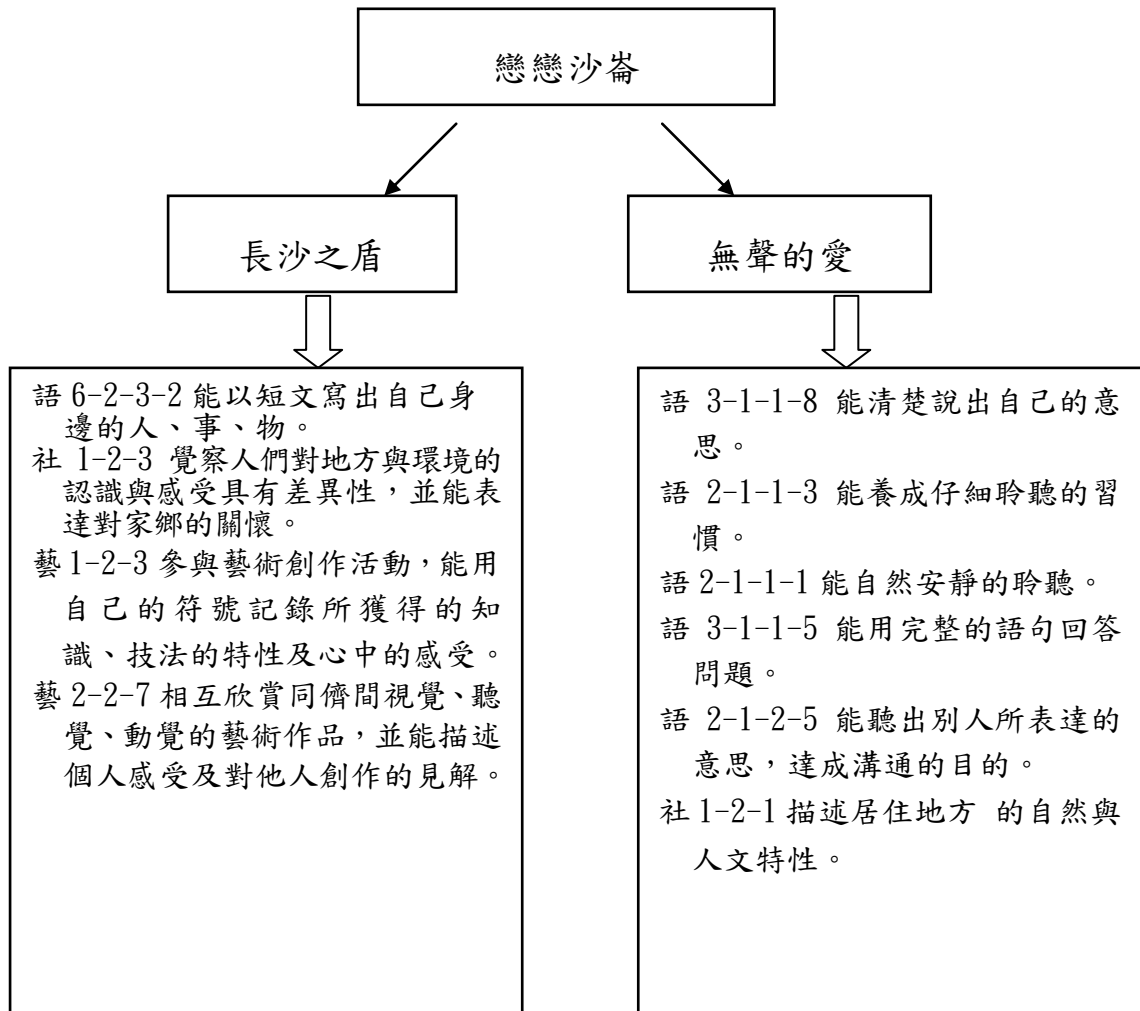 戀戀沙崙
長沙之盾
無聲的愛
語 6-2-3-2 能以短文寫出自己身
邊的人、事、物。
社 1-2-3 覺察人們對地方與環境的
認識與感受具有差異性，並能表
達對家鄉的關懷。
藝 1-2-3 參與藝術創作活動，能用
自己的符號記錄所獲得的知
識、技法的特性及心中的感受。
藝 2-2-7 相互欣賞同儕間視覺、聽
覺、動覺的藝術作品，並能描述
個人感受及對他人創作的見解。
語 3-1-1-8 能清楚說出自己的意
思。
語 2-1-1-3 能養成仔細聆聽的習
慣。
語 2-1-1-1 能自然安靜的聆聽。
語 3-1-1-5 能用完整的語句回答
問題。
語 2-1-2-5 能聽出別人所表達的
意思，達成溝通的目的。
社 1-2-1 描述居住地方 的自然與
人文特性。